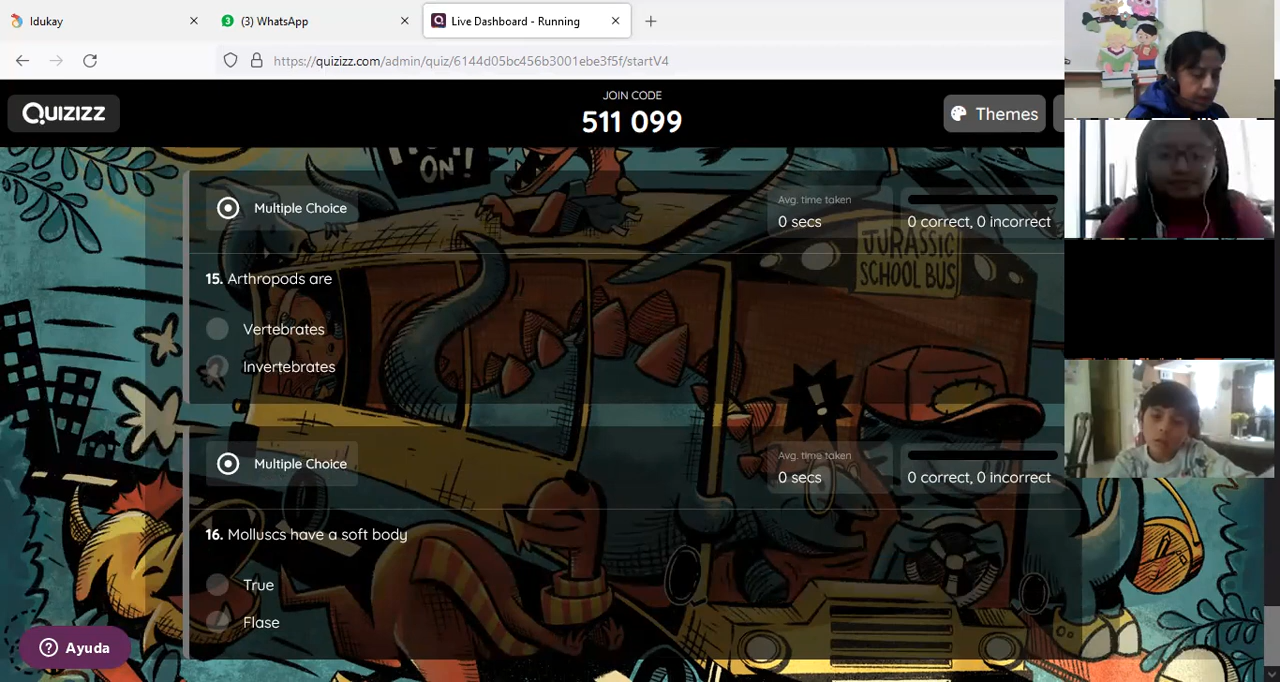 Idukay
3 (3) WhatsApp
Live Dashboard - Running
https://quizizz.com/admin/quiz/6144d05bc456b3001ebe3f5f/startV4
QUIZIZZ
JOIN CODE
511 099
Themes
ON!
Multiple Choice
Avg. time taken
0 secs
0 correct, 0 incorrect
JURASSIC
SCHOOL BUS
15. Arthropods are
Vertebrates
Invertebrates
!
Multiple Choice
Avg. time taken
0 secs
0 correct, 0 incorrect
16. Molluscs have a soft body
True
Flase
? Ayuda